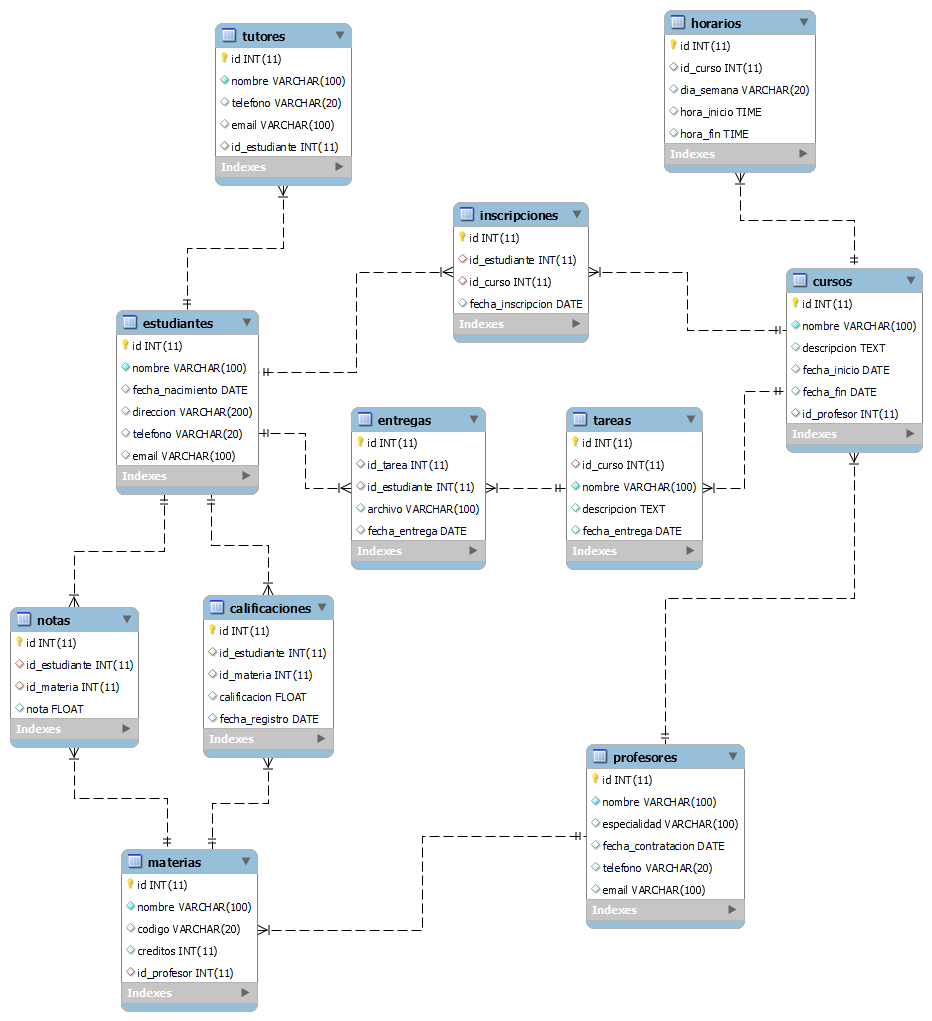 tutores
id INT(11)
nombre VARCHAR(100)
telefono VARCHAR(20)
email VARCHAR(100)
id_estudiante INT(11)
Indexes
horarios
id INT(11)
id_curso INT(11)
dia_semana VARCHAR(20)
hora_inicio TIME
hora_fin TIME
Indexes
inscripciones
id INT(11)
id_estudiante INT(11)
id_curso INT(11)
fecha_inscripcion DATE
Indexes
cursos
id INT(11)
nombre VARCHAR(100)
descripcion TEXT
fecha_inicio DATE
fecha_fin DATE
id_profesor INT(11)
Indexes
estudiantes
id INT(11)
nombre VARCHAR(100)
fecha_nacimiento DATE
direccion VARCHAR(200)
telefono VARCHAR(20)
email VARCHAR(100)
Indexes
entregas
id INT(11)
id_tarea INT(11)
id_estudiante INT(11)
archivo VARCHAR(100)
fecha_entrega DATE
Indexes
tareas
id INT(11)
id_curso INT(11)
nombre VARCHAR(100)
descripcion TEXT
fecha_entrega DATE
Indexes
notas
id INT(11)
id_estudiante INT(11)
id_materia INT(11)
nota FLOAT
Indexes
calificaciones
id INT(11)
id_estudiante INT(11)
id_materia INT(11)
calificacion FLOAT
fecha_registro DATE
Indexes
profesores
id INT(11)
nombre VARCHAR(100)
especialidad VARCHAR(100)
fecha_contratacion DATE
telefono VARCHAR(20)
email VARCHAR(100)
Indexes
materias
id INT(11)
nombre VARCHAR(100)
codigo VARCHAR(20)
creditos INT(11)
id_profesor INT(11)
Indexes